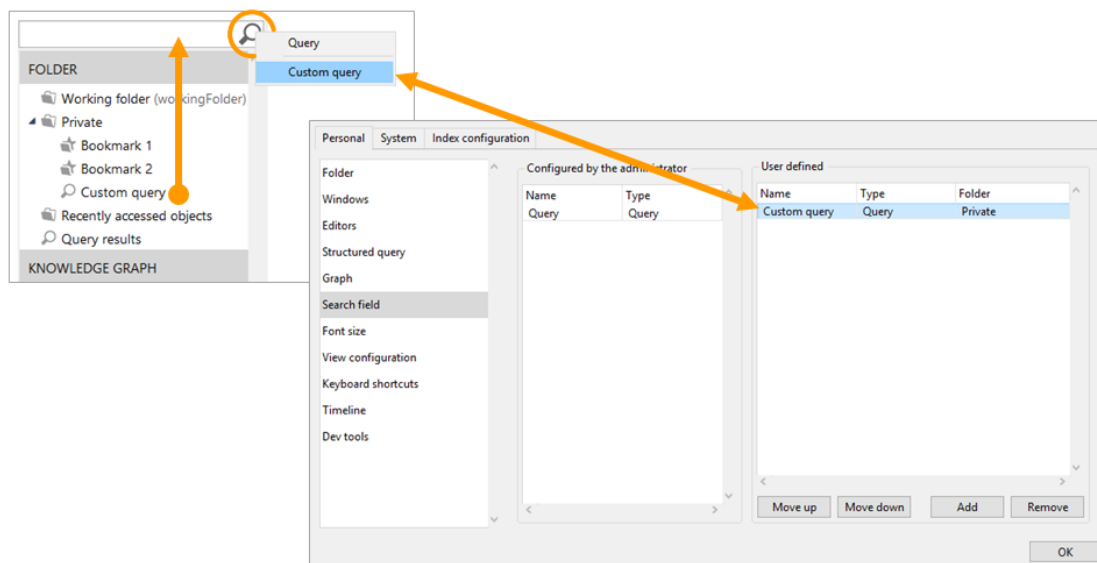 Query
Custom query
FOLDER
Working folder (workingFolder)
Private
Bookmark 1
Bookmark 2
Custom query
Recently accessed objects
Query results
KNOWLEDGE GRAPH
Personal System Index configuration
Folder
Windows
Editors
Structured query
Graph
Search field
Font size
View configuration
Keyboard shortcuts
Timeline
Dev tools
Configured by the administrator
Name Type
Query Query
User defined
Name Type Folder
Custom query Query Private
Move up Move down Add Remove
OK